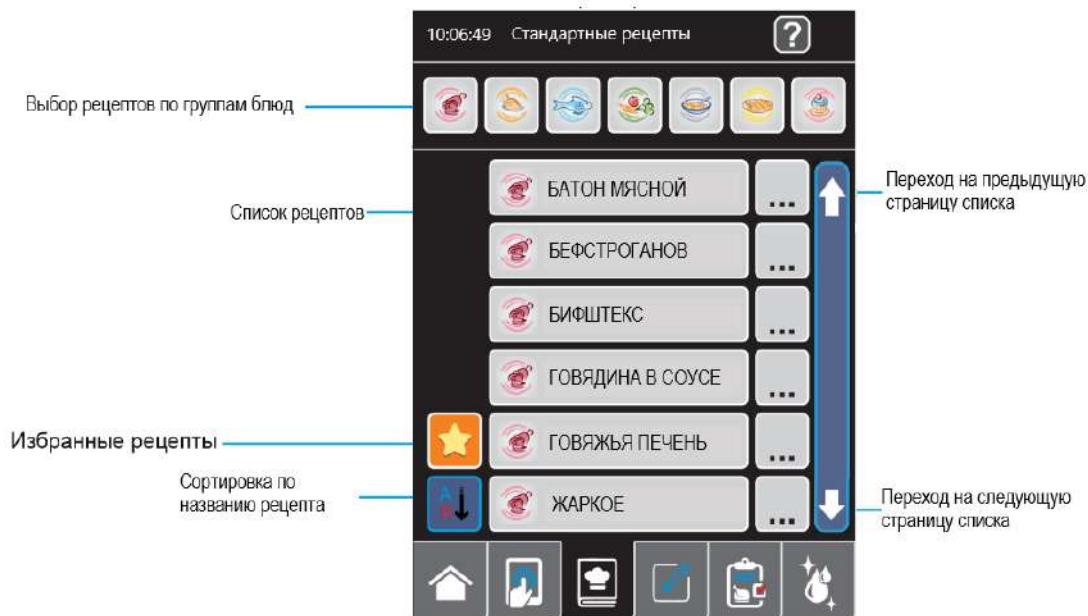 10:06:49 Стандартные рецепты ?
Выбор рецептов по группам блюд
БАТОН МЯСНОЙ ...
Переход на предыдущую
страницу списка
Список рецептов
БЕФСТРОГАНОВ ...
БИФШТЕКС ...
ГОВЯДИНА В СОУСЕ ...
Избранные рецепты
ГОВЯЖЬЯ ПЕЧЕНЬ ...
Сортировка по
названию рецепта
A
B
ЖАРКОЕ ...
Переход на следующую
страницу списка